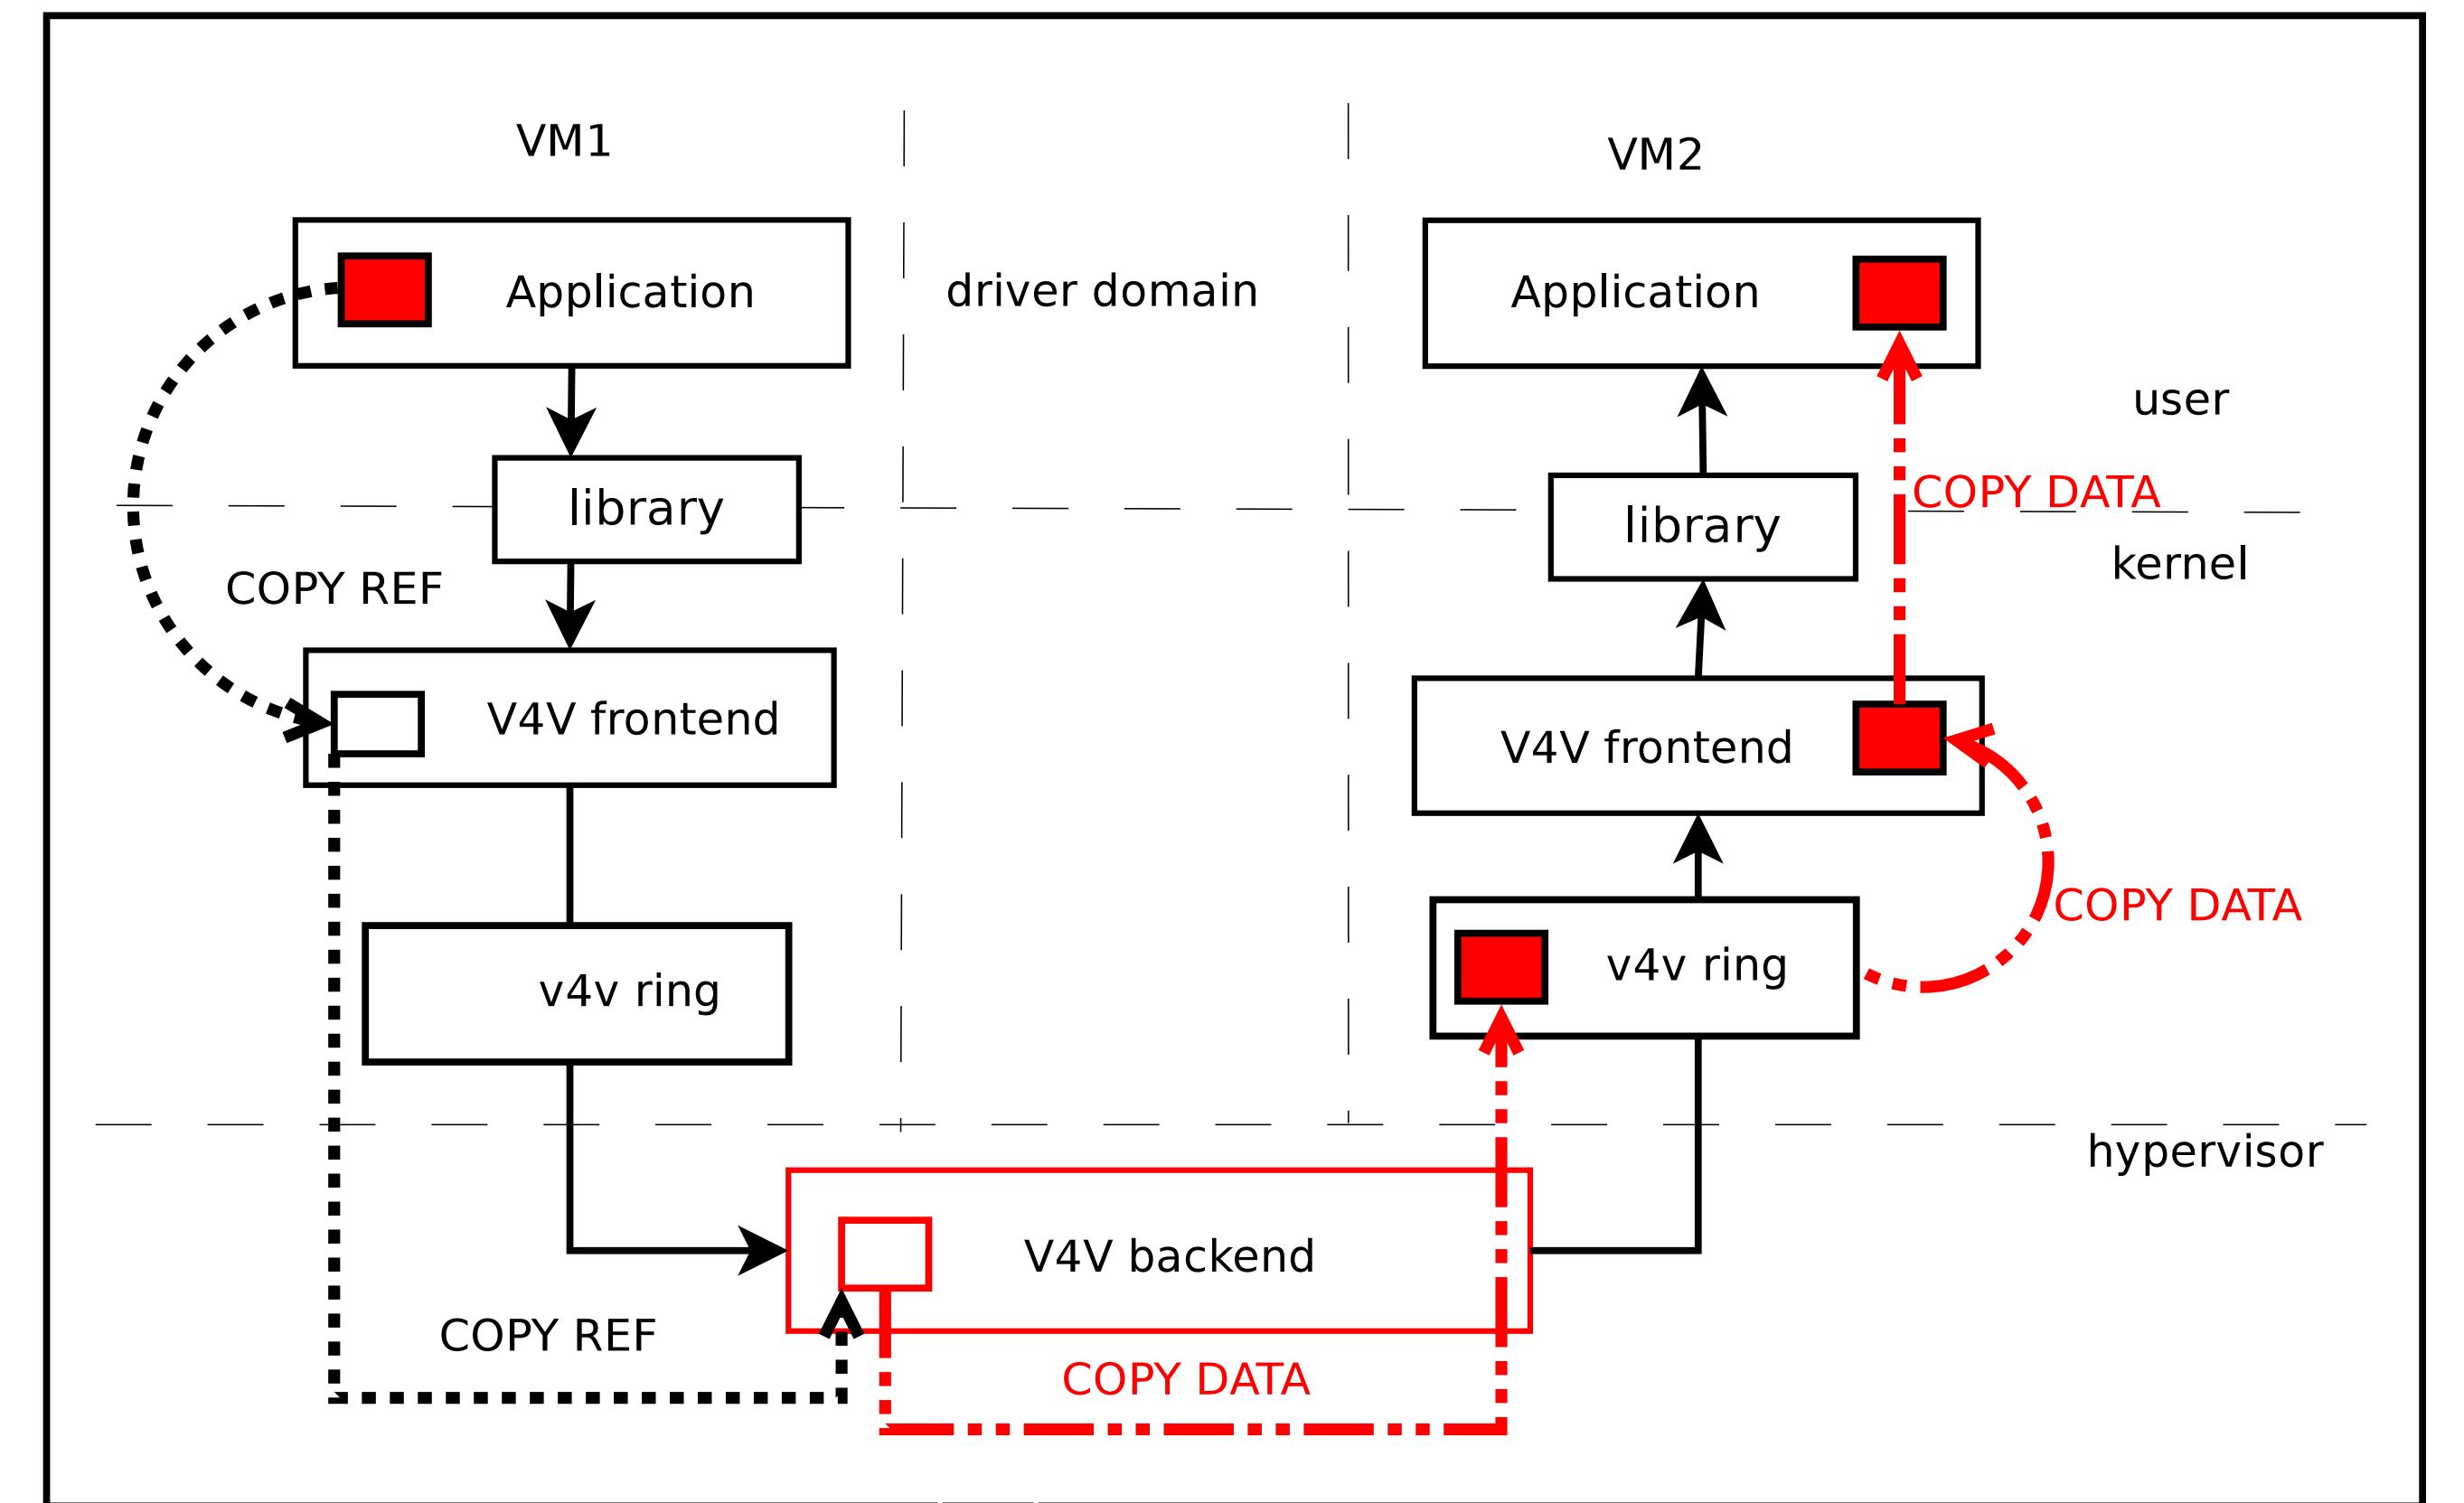 VM1
VM2
Application
driver domain
Application
user
COPY DATA
library
library
kernel
COPY REF
V4V frontend
V4V frontend
COPY DATA
v4v ring
v4v ring
hypervisor
V4V backend
COPY REF
COPY DATA